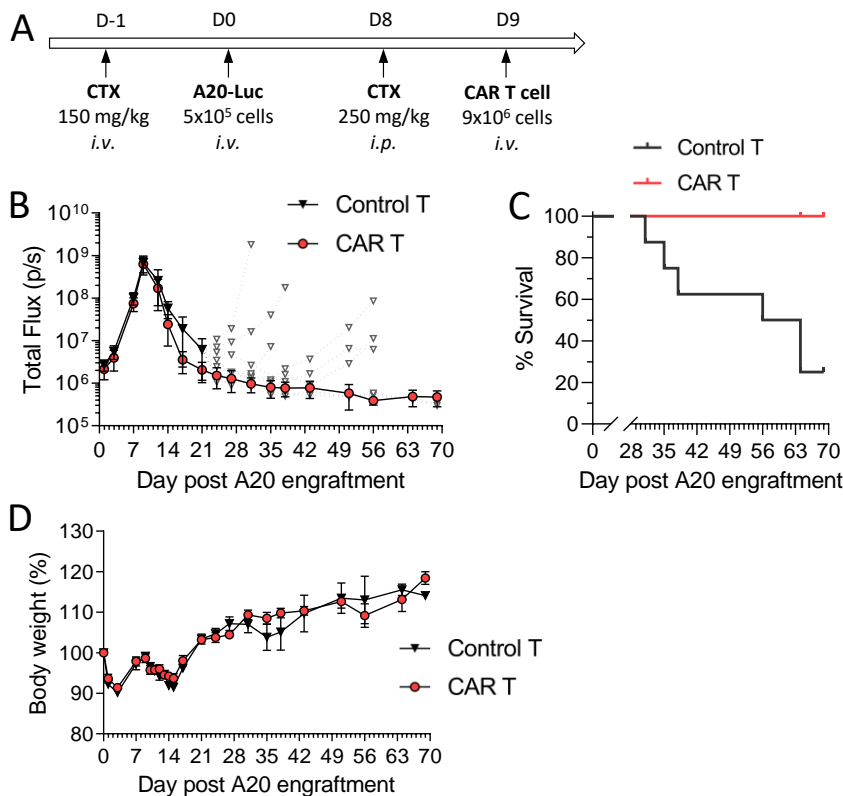 A
D-1 D0 D8 D9
CTX A20-Luc CTX CAR T cell
150 mg/kg 5x10⁵ cells 250 mg/kg 9x10⁶ cells
i.v. i.v. i.p. i.v.
B
Control T
CAR T
Total Flux (p/s)
10¹⁰
10⁹
10⁸
10⁷
10⁶
10⁵
0 7 14 21 28 35 42 49 56 63 70
Day post A20 engraftment
C
Control T
CAR T
% Survival
100
80
60
40
20
0
0 28 35 42 49 56 63 70
Day post A20 engraftment
D
Body weight (%)
130
120
110
100
90
80
Control T
CAR T
0 7 14 21 28 35 42 49 56 63 70
Day post A20 engraftment